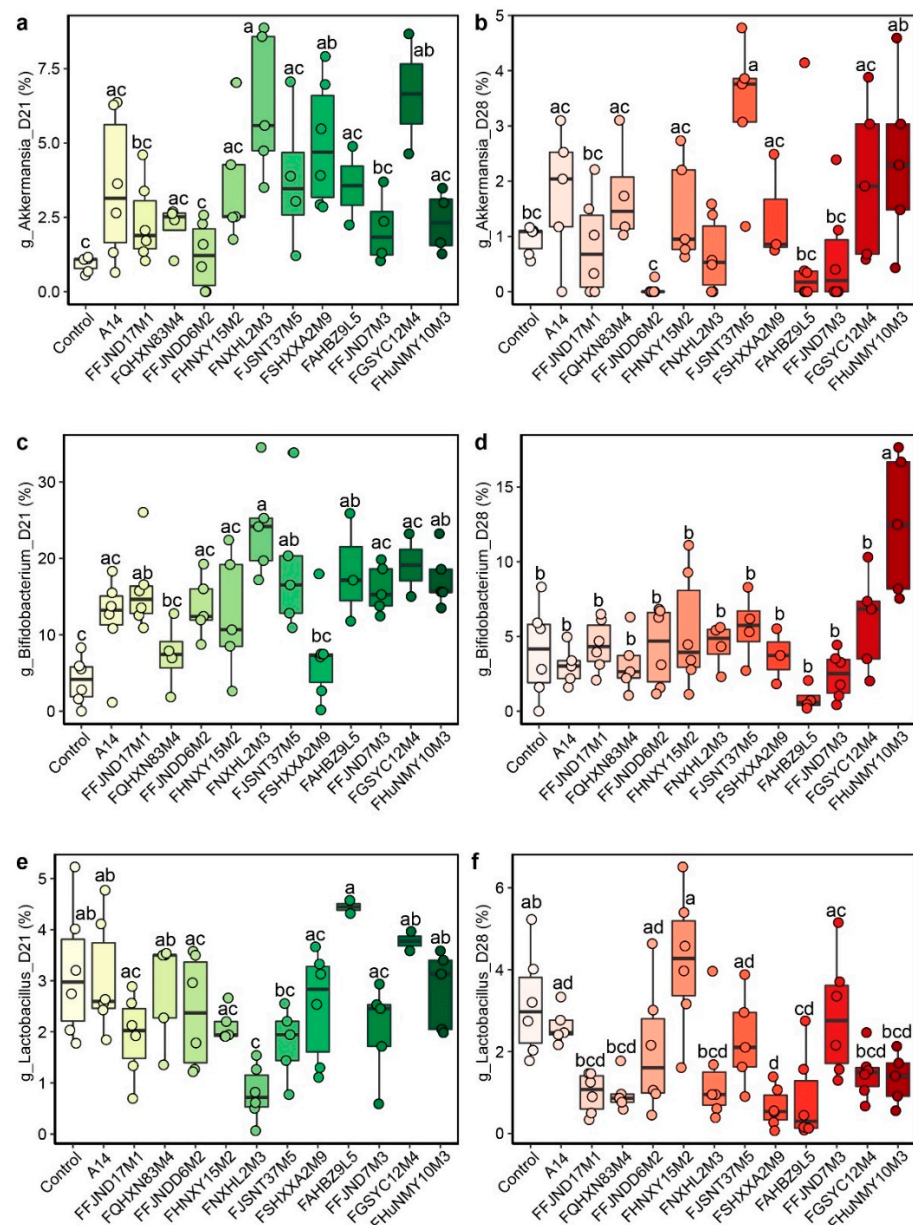 a
g_Akkermansia_D21 (%)
7.5
5.0
2.5
0.0
c
ac
bc
ac
c
ac
a
ac
ab
ac
bc
ab
ac
Control
A14
FFJND17M1
FQHXN83M4
FFJNDD6M2
FHNXY15M2
FNXHL2M3
FJSNT37M5
FSHXXA2M9
FAHBZ9L5
FFJND7M3
FGSYC12M4
FHuNMY10M3
b
g_Akkermansia_D28 (%)
5
4
3
2
1
0
bc
ac
bc
ac
c
ac
bc
a
ac
bc
bc
ac
ab
Control
A14
FFJND17M1
FQHXN83M4
FFJNDD6M2
FHNXY15M2
FNXHL2M3
FJSNT37M5
FSHXXA2M9
FAHBZ9L5
FFJND7M3
FGSYC12M4
FHuNMY10M3
c
g_Bifidobacterium_D21 (%)
30
20
10
0
c
ac
ab
bc
ac
ac
a
ab
bc
ab
ac
ac
ab
Control
A14
FFJND17M1
FQHXN83M4
FFJNDD6M2
FHNXY15M2
FNXHL2M3
FJSNT37M5
FSHXXA2M9
FAHBZ9L5
FFJND7M3
FGSYC12M4
FHuNMY10M3
d
g_Bifidobacterium_D28 (%)
15
10
5
0
b
b
b
b
b
b
b
b
b
b
b
b
a
Control
A14
FFJND17M1
FQHXN83M4
FFJNDD6M2
FHNXY15M2
FNXHL2M3
FJSNT37M5
FSHXXA2M9
FAHBZ9L5
FFJND7M3
FGSYC12M4
FHuNMY10M3
e
g_Lactobacillus_D21 (%)
5
4
3
2
1
0
ab
ab
ac
ab
ac
ac
c
bc
ac
a
ac
ab
ab
Control
A14
FFJND17M1
FQHXN83M4
FFJNDD6M2
FHNXY15M2
FNXHL2M3
FJSNT37M5
FSHXXA2M9
FAHBZ9L5
FFJND7M3
FGSYC12M4
FHuNMY10M3
f
g_Lactobacillus_D28 (%)
6
4
2
0
ab
ad
bcd
bcd
ad
a
bcd
ad
d
cd
ac
bcd
bcd
Control
A14
FFJND17M1
FQHXN83M4
FFJNDD6M2
FHNXY15M2
FNXHL2M3
FJSNT37M5
FSHXXA2M9
FAHBZ9L5
FFJND7M3
FGSYC12M4
FHuNMY10M3